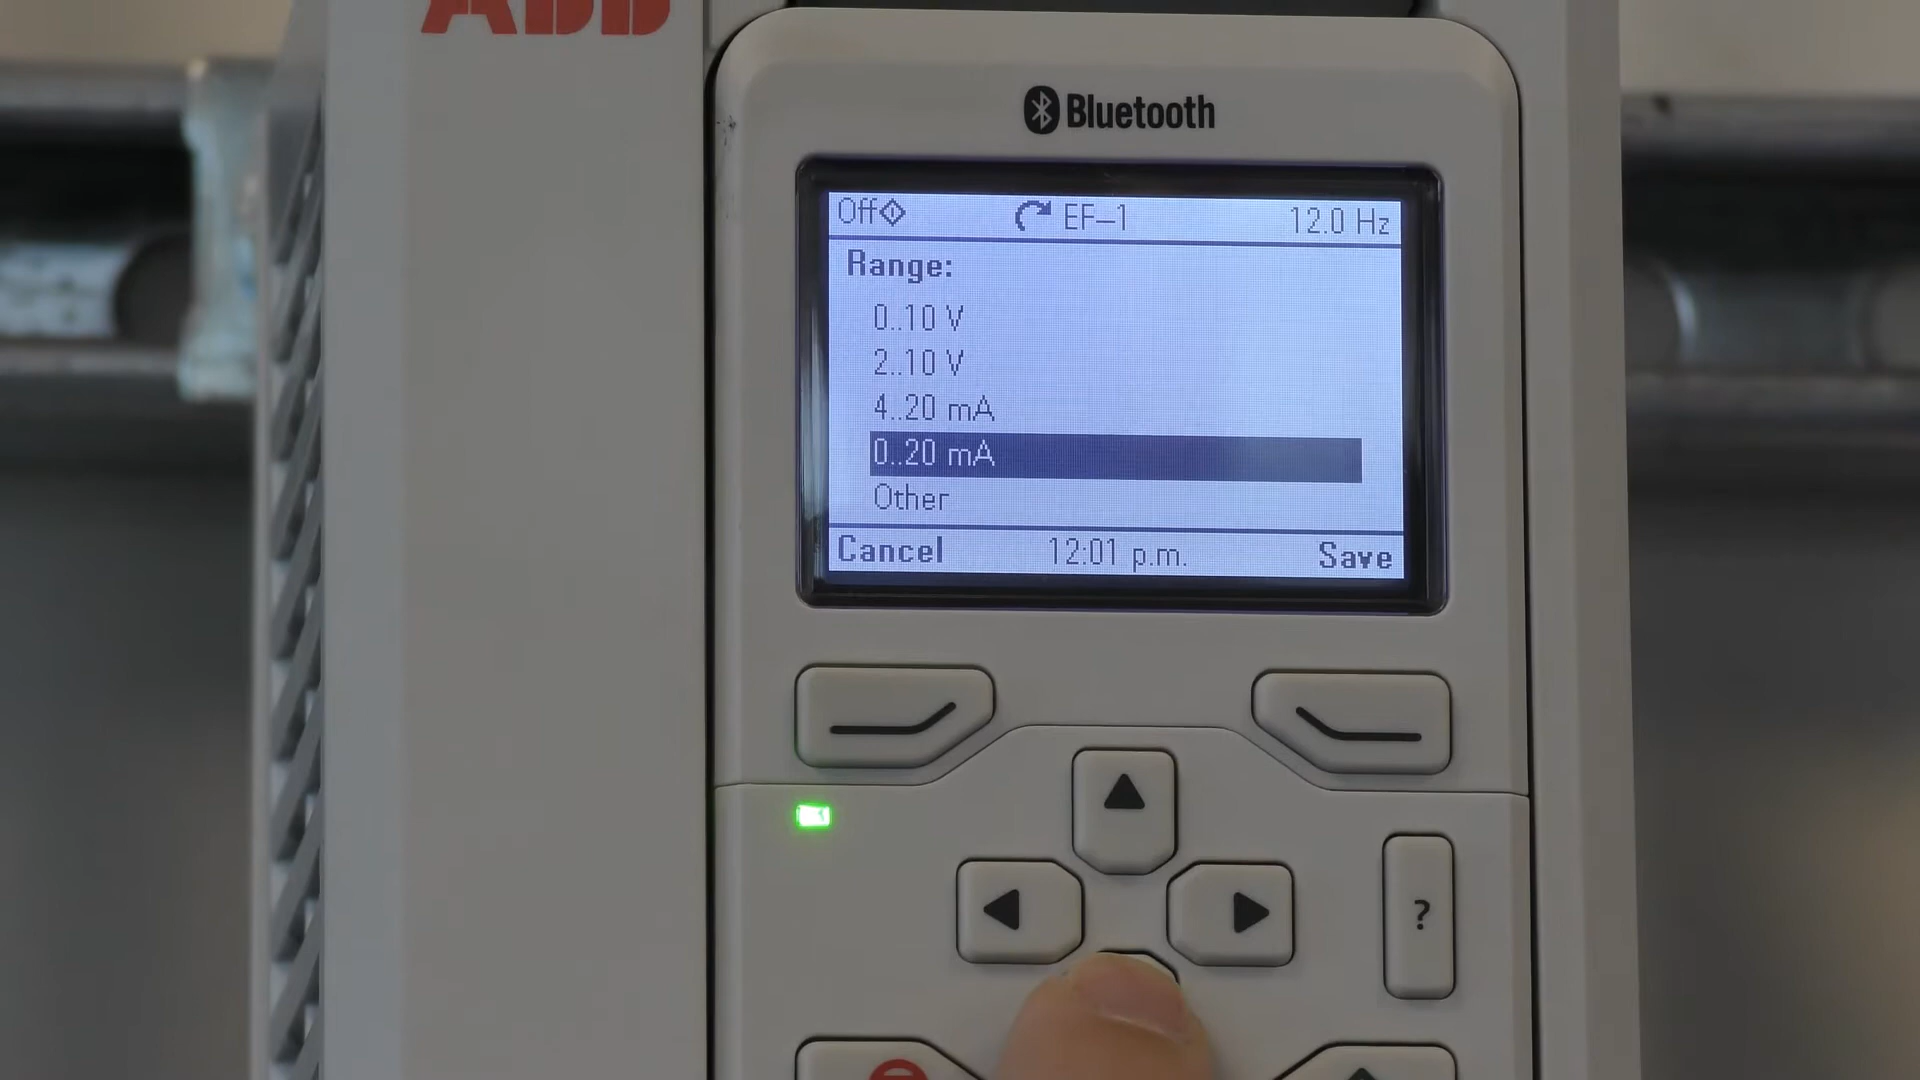 ABB
Bluetooth
Off EF-1 12.0 Hz
Range:
0..10 V
2..10 V
4..20 mA
0..20 mA
Other
Cancel 12:01 p.m. Save
?